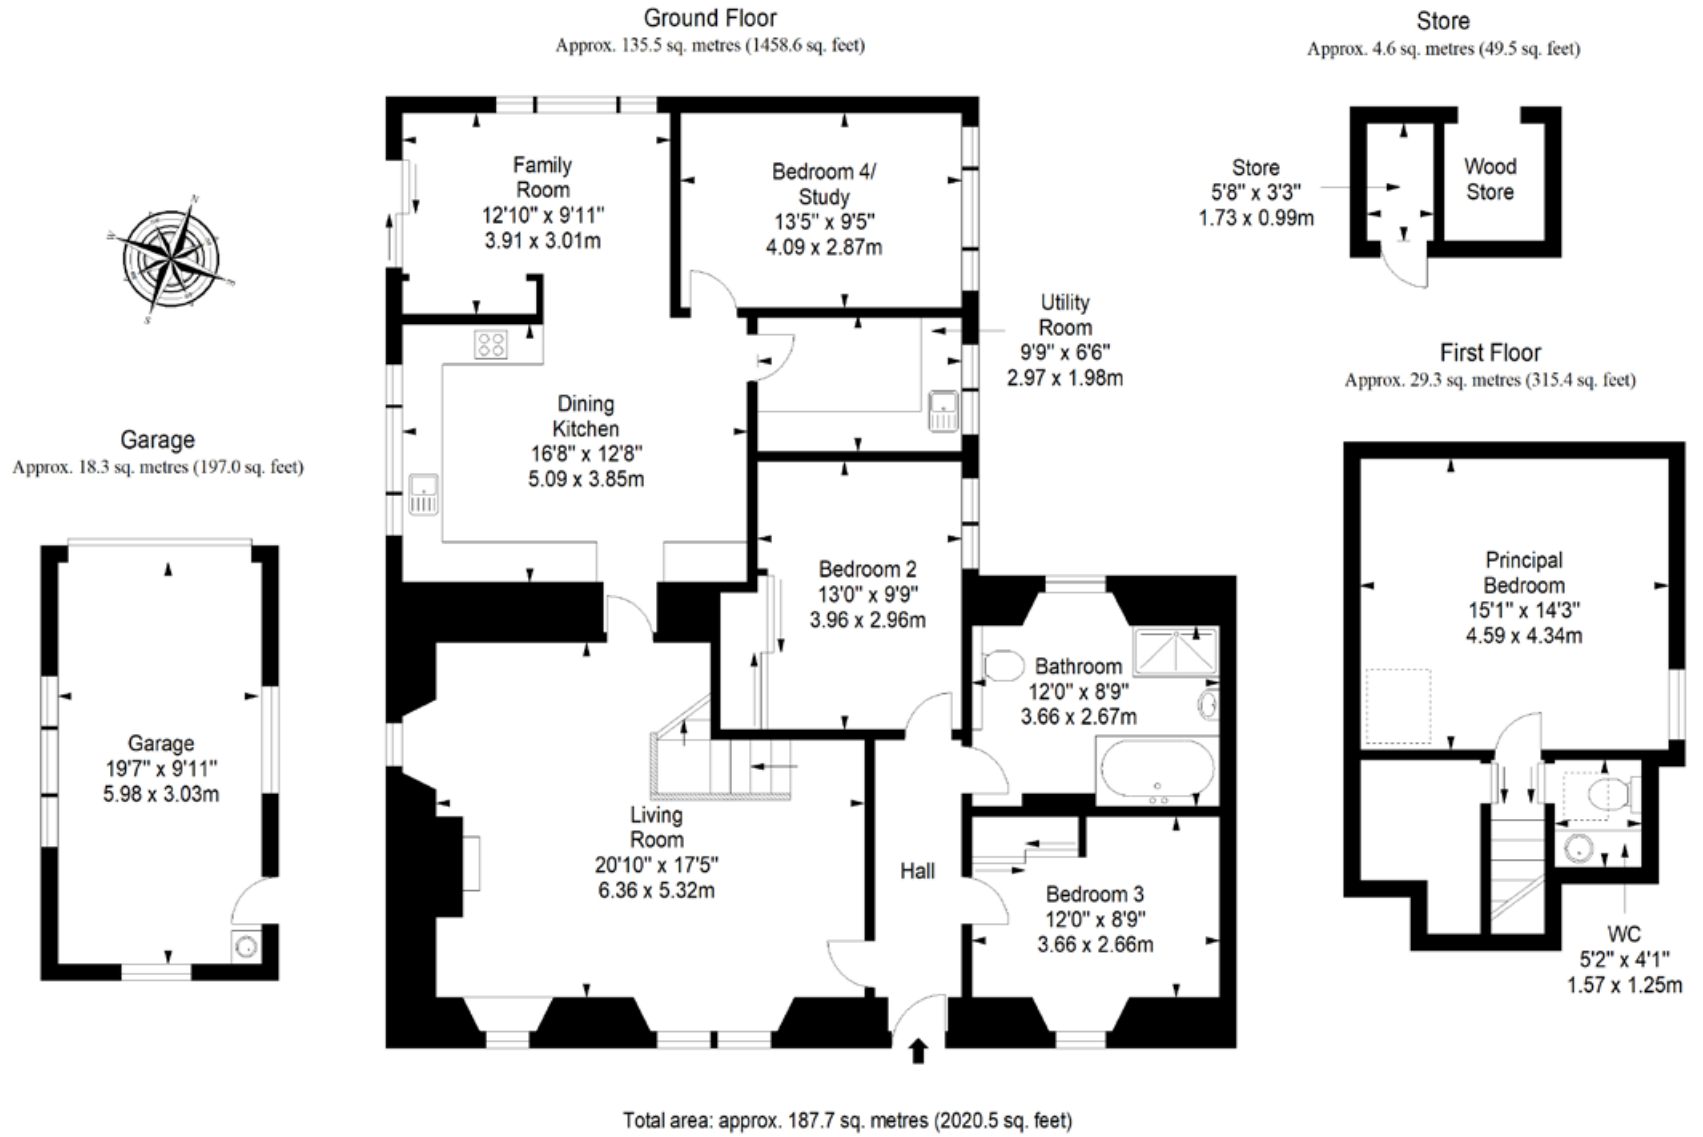 Ground Floor
Approx. 135.5 sq. metres (1458.6 sq. feet)
Store
Approx. 4.6 sq. metres (49.5 sq. feet)
Family
Room
12'10" x 9'11"
3.91 x 3.01m
Bedroom 4/
Study
13'5" x 9'5"
4.09 x 2.87m
Store
5'8" x 3'3"
1.73 x 0.99m
Wood
Store
N
W
E
S
Utility
Room
9'9" x 6'6"
2.97 x 1.98m
First Floor
Approx. 29.3 sq. metres (315.4 sq. feet)
Dining
Kitchen
16'8" x 12'8"
5.09 x 3.85m
Garage
Approx. 18.3 sq. metres (197.0 sq. feet)
Bedroom 2
13'0" x 9'9"
3.96 x 2.96m
Principal
Bedroom
15'1" x 14'3"
4.59 x 4.34m
Bathroom
12'0" x 8'9"
3.66 x 2.67m
Garage
19'7" x 9'11"
5.98 x 3.03m
Living
Room
20'10" x 17'5"
6.36 x 5.32m
Hall
Bedroom 3
12'0" x 8'9"
3.66 x 2.66m
WC
5'2" x 4'1"
1.57 x 1.25m
Total area: approx. 187.7 sq. metres (2020.5 sq. feet)